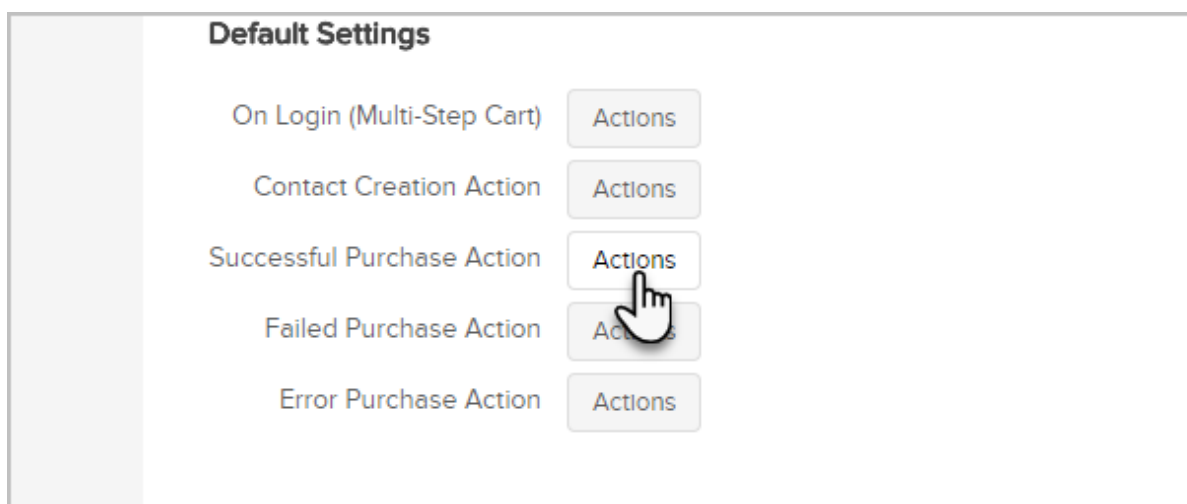 Default Settings
On Login (Multi-Step Cart) Actions
Contact Creation Action Actions
Successful Purchase Action Actions
Failed Purchase Action
Error Purchase Action Actions